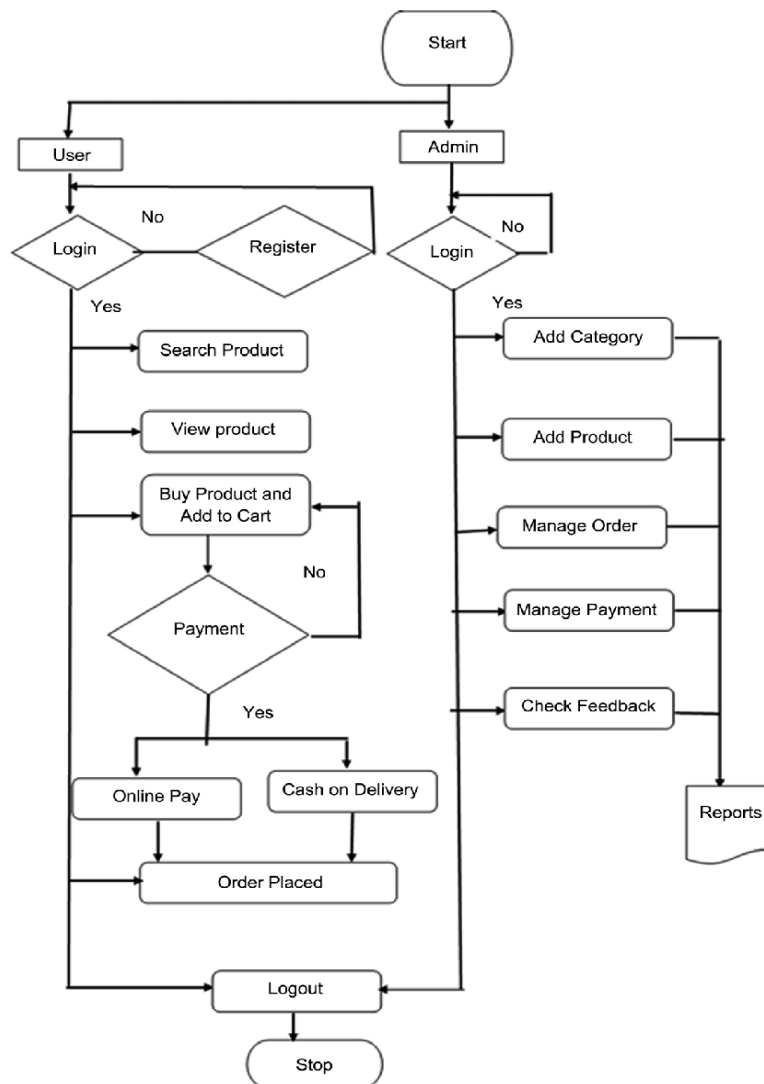 Start
User
Admin
No
Register
Login
Yes
No
Login
Yes
Search Product
Add Category
View product
Add Product
Buy Product and
Add to Cart
Manage Order
No
Payment
Manage Payment
Yes
Check Feedback
Online Pay
Cash on Delivery
Reports
Order Placed
Logout
Stop